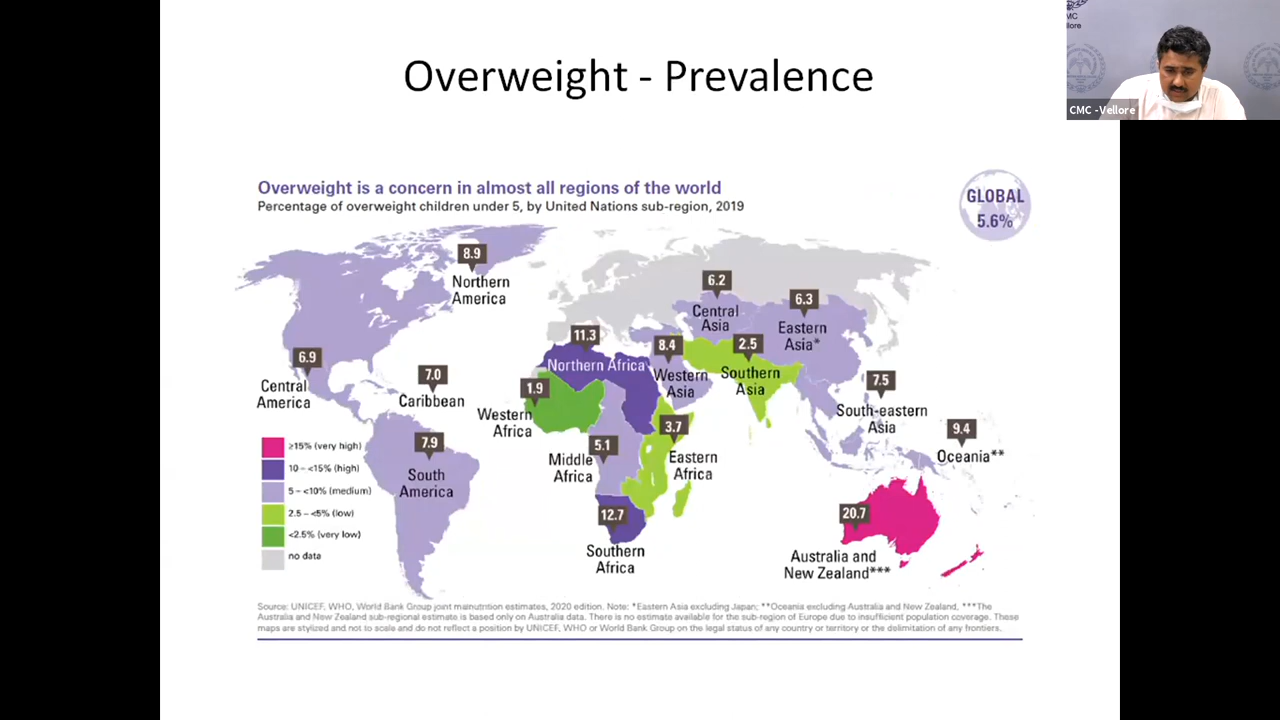 Overweight - Prevalence
MC
llore
CMC -Vellore
Overweight is a concern in almost all regions of the world
Percentage of overweight children under 5, by United Nations sub-region, 2019
GLOBAL
5.6%
8.9
Northern
America
6.2
Central
Asia
6.3
Eastern
Asia*
11.3
Northern Africa
8.4
Western
Asia
2.5
Southern
Asia
6.9
Central
America
7.0
Caribbean
1.9
Western
Africa
7.5
South-eastern
Asia
3.7
Eastern
Africa
9.4
Oceania**
7.9
South
America
5.1
Middle
Africa
12.7
Southern
Africa
20.7
Australia and
New Zealand***
≥15% (very high)
10 - <15% (high)
5 - <10% (medium)
2.5 - <5% (low)
<2.5% (very low)
no data
Source: UNICEF, WHO, World Bank Group joint malnutrition estimates, 2020 edition. Note: *Eastern Asia excluding Japan; **Oceania excluding Australia and New Zealand, ***The
Australia and New Zealand sub-regional estimate is based only on Australia data. There is no estimate available for the sub-region of Europe due to insufficient population coverage. These
maps are stylized and not to scale and do not reflect a position by UNICEF, WHO or World Bank Group on the legal status of any country or territory or the delimitation of any frontiers.